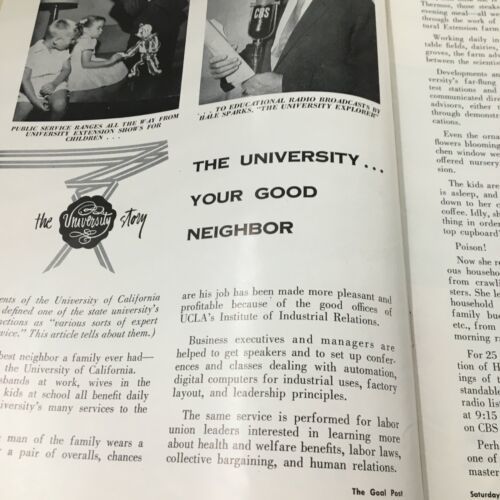 CBS
PUBLIC SERVICE RANGES ALL THE WAY FROM
UNIVERSITY EXTENSION SHOWS FOR
CHILDREN . . .
. . . TO EDUCATIONAL RADIO BROADCASTS BY
HALE SPARKS, "THE UNIVERSITY EXPLORER"
the University story
THE UNIVERSITY...
YOUR GOOD
NEIGHBOR
ents of the University of California
defined one of the state university's
nctions as "various sorts of expert
vice." This article tells about them.)
best neighbor a family ever had—
the University of California.
sbands at work, wives in the
kids at school all benefit daily
iversity's many services to the
man of the family wears a
a pair of overalls, chances
are his job has been made more pleasant and
profitable because of the good offices of
UCLA's Institute of Industrial Relations.
Business executives and managers are
helped to get speakers and to set up confer-
ences and classes dealing with automation,
digital computers for industrial uses, factory
layout, and leadership principles.
The same service is performed for labor
union leaders interested in learning more
about health and welfare benefits, labor laws,
collective bargaining, and human relations.
The Goal Post
Thermos, those steaks
evening meal—all we
through the work of
tural Extension Farm
Working daily in
table fields, dairies,
groves, the farm adv
between the scientis
Developments
versity's far-flung
test stations and
communicated dir
advisors, either
through demonstr
cations.
Even the orna
flowers blooming
chen window we
offered nursery
sion.
The kids are
is asleep, and
down to her c
coffee. Idly, sh
thing in order
top cupboard
Poison!
Now she re
ous househol
from crawli
sters. She le
household
family bu
etc., from
morning ra
For 25
tion of H
ings of t
standable
radio list
at 9:15
on CBS
Perh
one of
master
Saturday